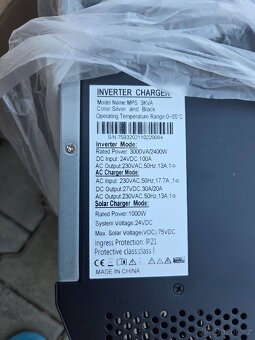 INVERTER CHARGER
Model Name:MPS 3KVA
Color:Silver and Black
Operating Temperature Range:0~55°C
S/N:7593202110220064
Inverter Mode:
Rated Power: 3000VA/2400W
DC Input: 24VDC,100A
AC Output:230VAC,50Hz,13A,1Φ
AC Charger Mode:
AC Input:230VAC,50Hz,17.7A,1Φ
DC Output:27VDC,30A/20A
AC Output:230VAC,50Hz,13A,1Φ
Solar Charger Mode:
Rated Power:1000W
System Voltage:24VDC
Max. Solar Voltage(VOC):75VDC
Ingress Protection: IP21
Protective class:class I
CE
MADE IN CHINA